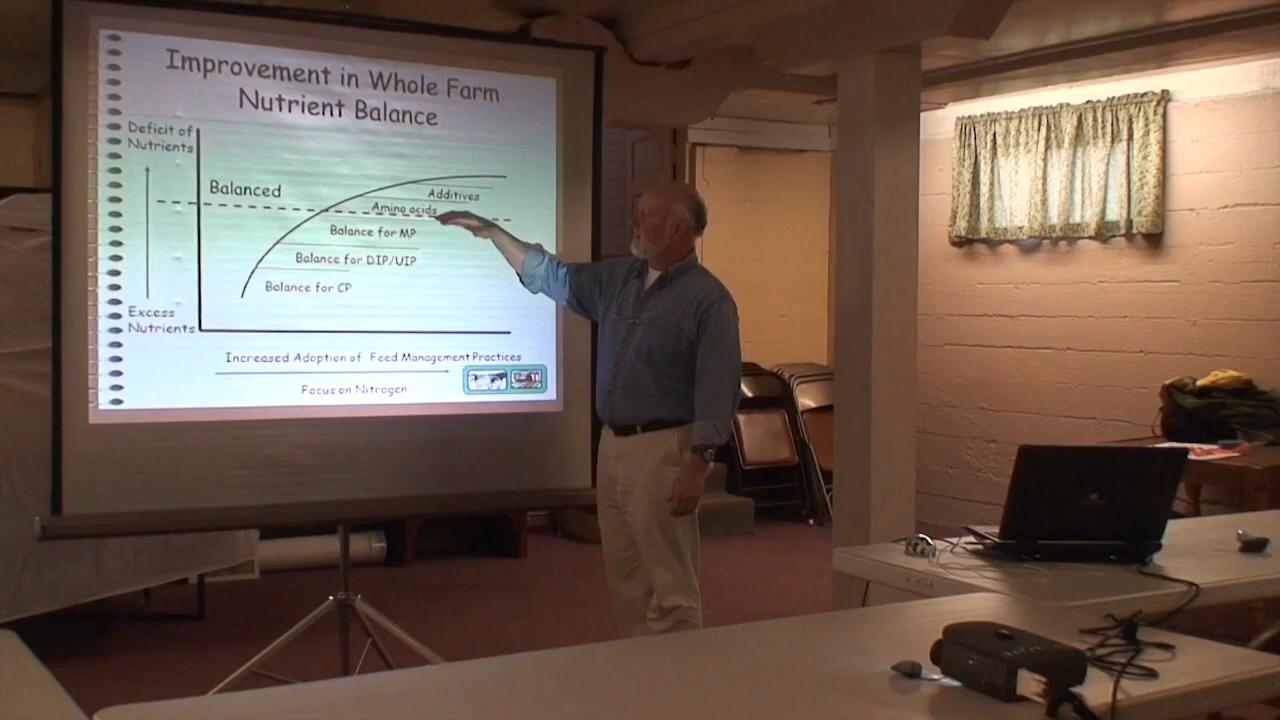 Improvement in Whole Farm
Nutrient Balance
Deficit of
Nutrients
Balanced
Additives
Amino acids
Balance for MP
Balance for DIP/UIP
Balance for CP
Excess
Nutrients
Increased Adoption of Feed Management Practices
Focus on Nitrogen